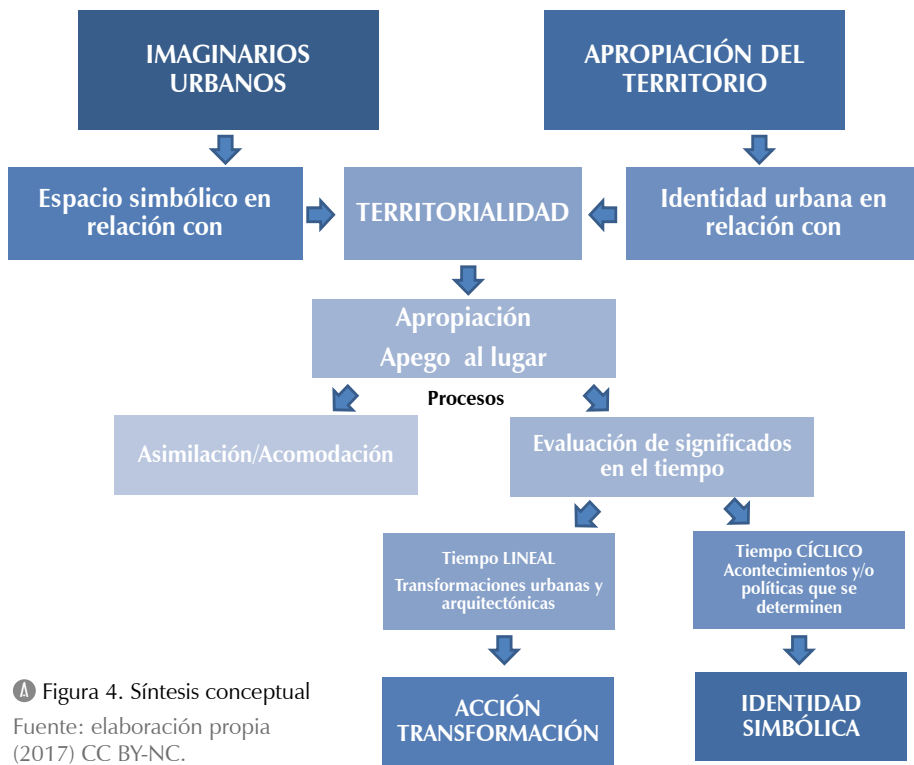 IMAGINARIOS
URBANOS
APROPIACIÓN DEL
TERRITORIO
Espacio simbólico en
relación con
TERRITORIALIDAD
Identidad urbana en
relación con
Apropiación
Apego al lugar
Procesos
Asimilación/Acomodación
Evaluación de significados
en el tiempo
Tiempo LINEAL
Transformaciones urbanas y
arquitectónicas
Tiempo CÍCLICO
Acontecimientos y/o
políticas que se
determinen
ACCIÓN
TRANSFORMACIÓN
IDENTIDAD
SIMBÓLICA
Figura 4. Síntesis conceptual
Fuente: elaboración propia
(2017) CC BY-NC.